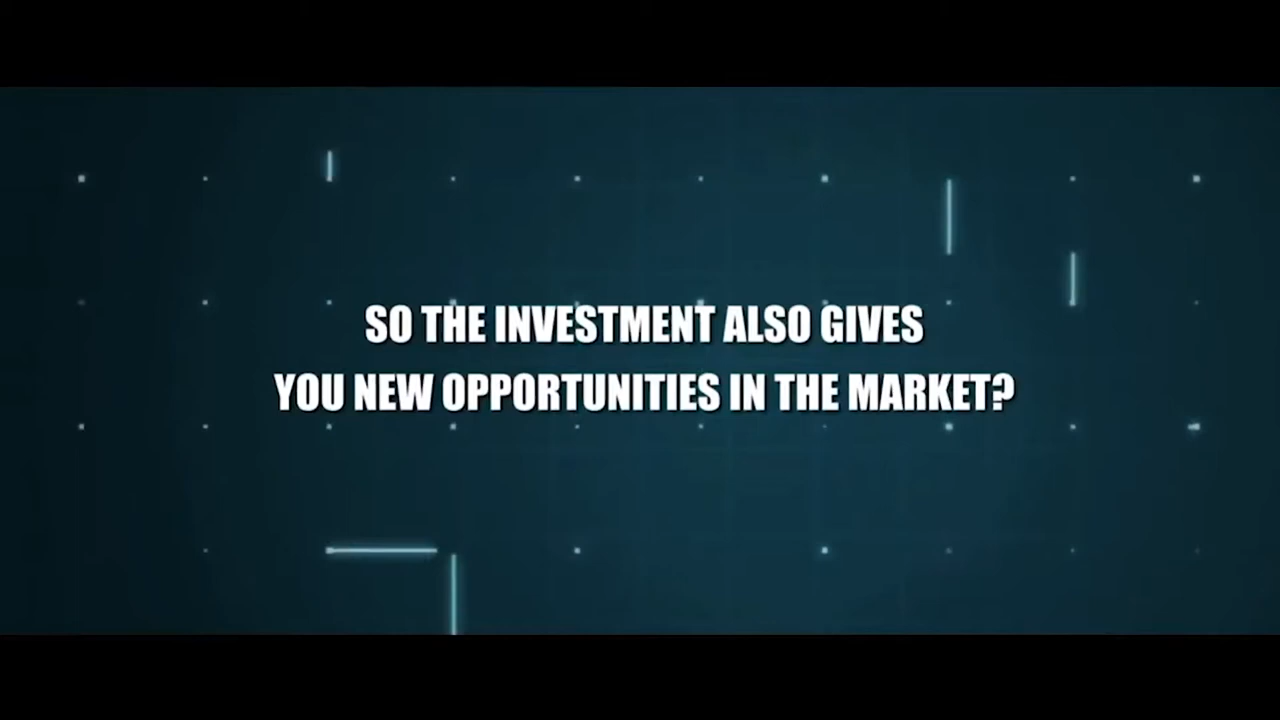 SO THE INVESTMENT ALSO GIVES
YOU NEW OPPORTUNITIES IN THE MARKET?